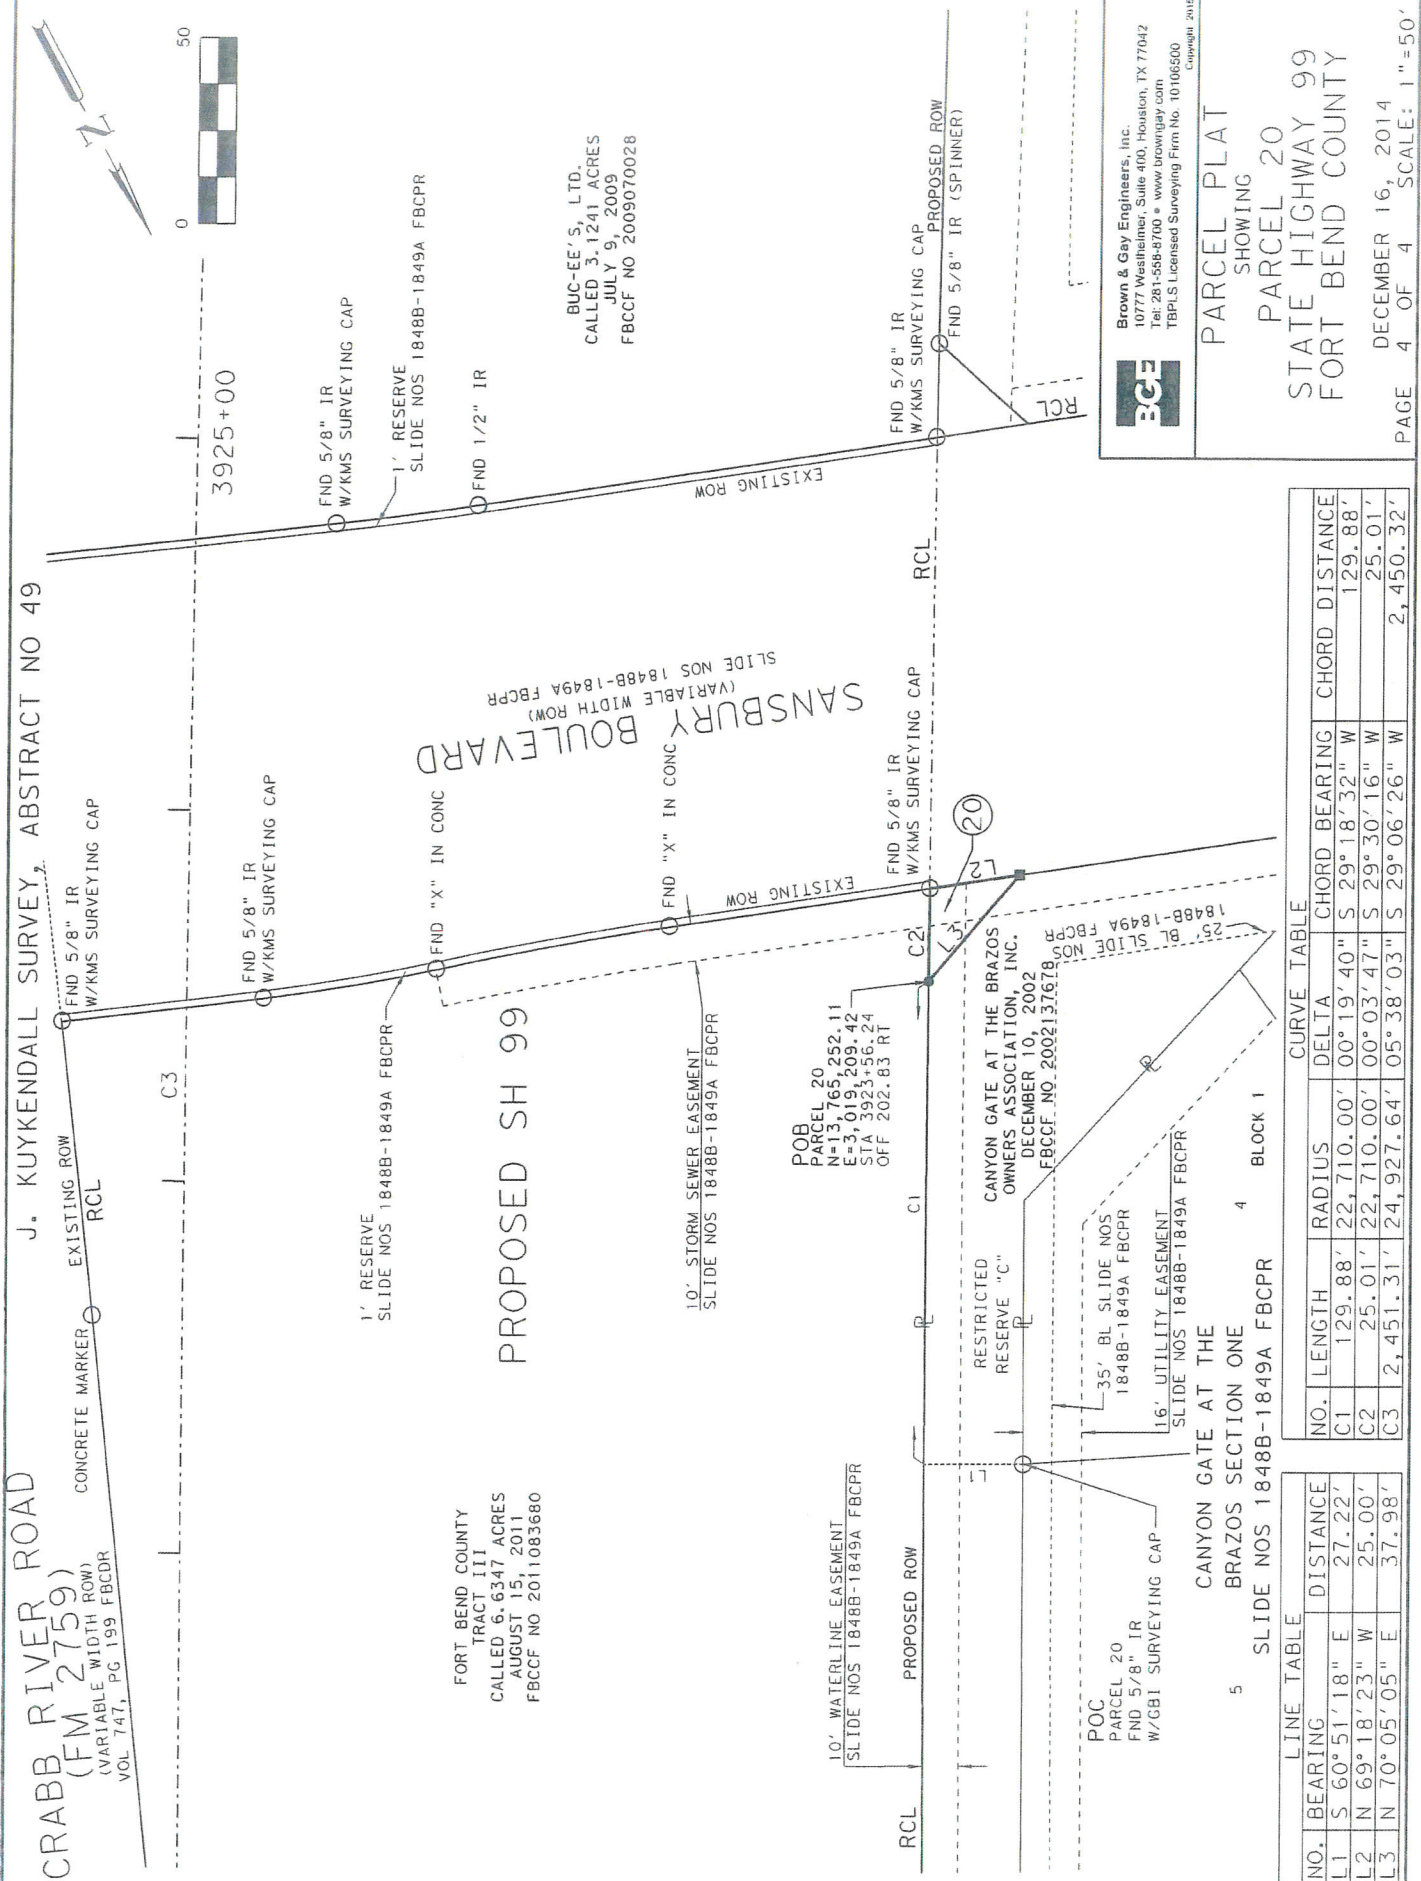 J. KUYKENDALL SURVEY, ABSTRACT NO 49
CRABB RIVER ROAD
(FM 2759)
(VARIABLE WIDTH ROW)
VOL 747, PG 199 FBCDR
CONCRETE MARKER
EXISTING ROW
RCL
FND 5/8" IR
W/KMS SURVEYING CAP
C3
FND 5/8" IR
W/KMS SURVEYING CAP
3925+00
N
0
50
FND 5/8" IR
W/KMS SURVEYING CAP
1' RESERVE
SLIDE NOS 1848B-1849A FBCPR
FND 1/2" IR
1' RESERVE
SLIDE NOS 1848B-1849A FBCPR
FND "X" IN CONC
SANSBURY BOULEVARD
(VARIABLE WIDTH ROW)
SLIDE NOS 1848B-1849A FBCPR
BUC-EE'S, LTD.
CALLED 3.1241 ACRES
JULY 9, 2009
FBCCF NO 2009070028
FORT BEND COUNTY
TRACT III
CALLED 6.6347 ACRES
AUGUST 15, 2011
FBCCF NO 2011083680
PROPOSED SH 99
10' STORM SEWER EASEMENT
SLIDE NOS 1848B-1849A FBCPR
FND "X" IN CONC
EXISTING ROW
EXISTING ROW
FND 5/8" IR
W/KMS SURVEYING CAP
RCL
FND 5/8" IR
W/KMS SURVEYING CAP
PROPOSED ROW
FND 5/8" IR (SPINNER)
RCL
10' WATERLINE EASEMENT
SLIDE NOS 1848B-1849A FBCPR
RCL
PROPOSED ROW
POB
PARCEL 20
N=13,765,252.11
E=3,019,209.42
STA 3923+56.24
OFF 202.83 RT
C1
C2
L3
L2
20
L1
RESTRICTED
RESERVE "C"
CANYON GATE AT THE BRAZOS
OWNERS ASSOCIATION, INC.
DECEMBER 10, 2002
FBCCF NO 2002137678
25' BL SLIDE NOS
1848B-1849A FBCPR
35' BL SLIDE NOS
1848B-1849A FBCPR
16' UTILITY EASEMENT
SLIDE NOS 1848B-1849A FBCPR
POC
PARCEL 20
FND 5/8" IR
W/GBI SURVEYING CAP
CANYON GATE AT THE
BRAZOS SECTION ONE
SLIDE NOS 1848B-1849A FBCPR
5
4
BLOCK 1
LINE TABLE
NO. BEARING DISTANCE
L1 S 60°51'18" E 27.22'
L2 N 69°18'23" W 25.00'
L3 N 70°05'05" E 37.98'
CURVE TABLE
NO. LENGTH RADIUS DELTA CHORD BEARING CHORD DISTANCE
C1 129.88' 22,710.00' 00°19'40" S 29°18'32" W 129.88'
C2 25.01' 22,710.00' 00°03'47" S 29°30'16" W 25.01'
C3 2,451.31' 24,927.64' 05°38'03" S 29°06'26" W 2,450.32'
BGE
Brown & Gay Engineers, Inc.
10777 Westheimer, Suite 400, Houston, TX 77042
Tel: 281-558-8700 • www.browngay.com
TBPLS Licensed Surveying Firm No. 10106500
Copyright 2015
PARCEL PLAT
SHOWING
PARCEL 20
STATE HIGHWAY 99
FORT BEND COUNTY
DECEMBER 16, 2014
PAGE 4 OF 4 SCALE: 1"=50'